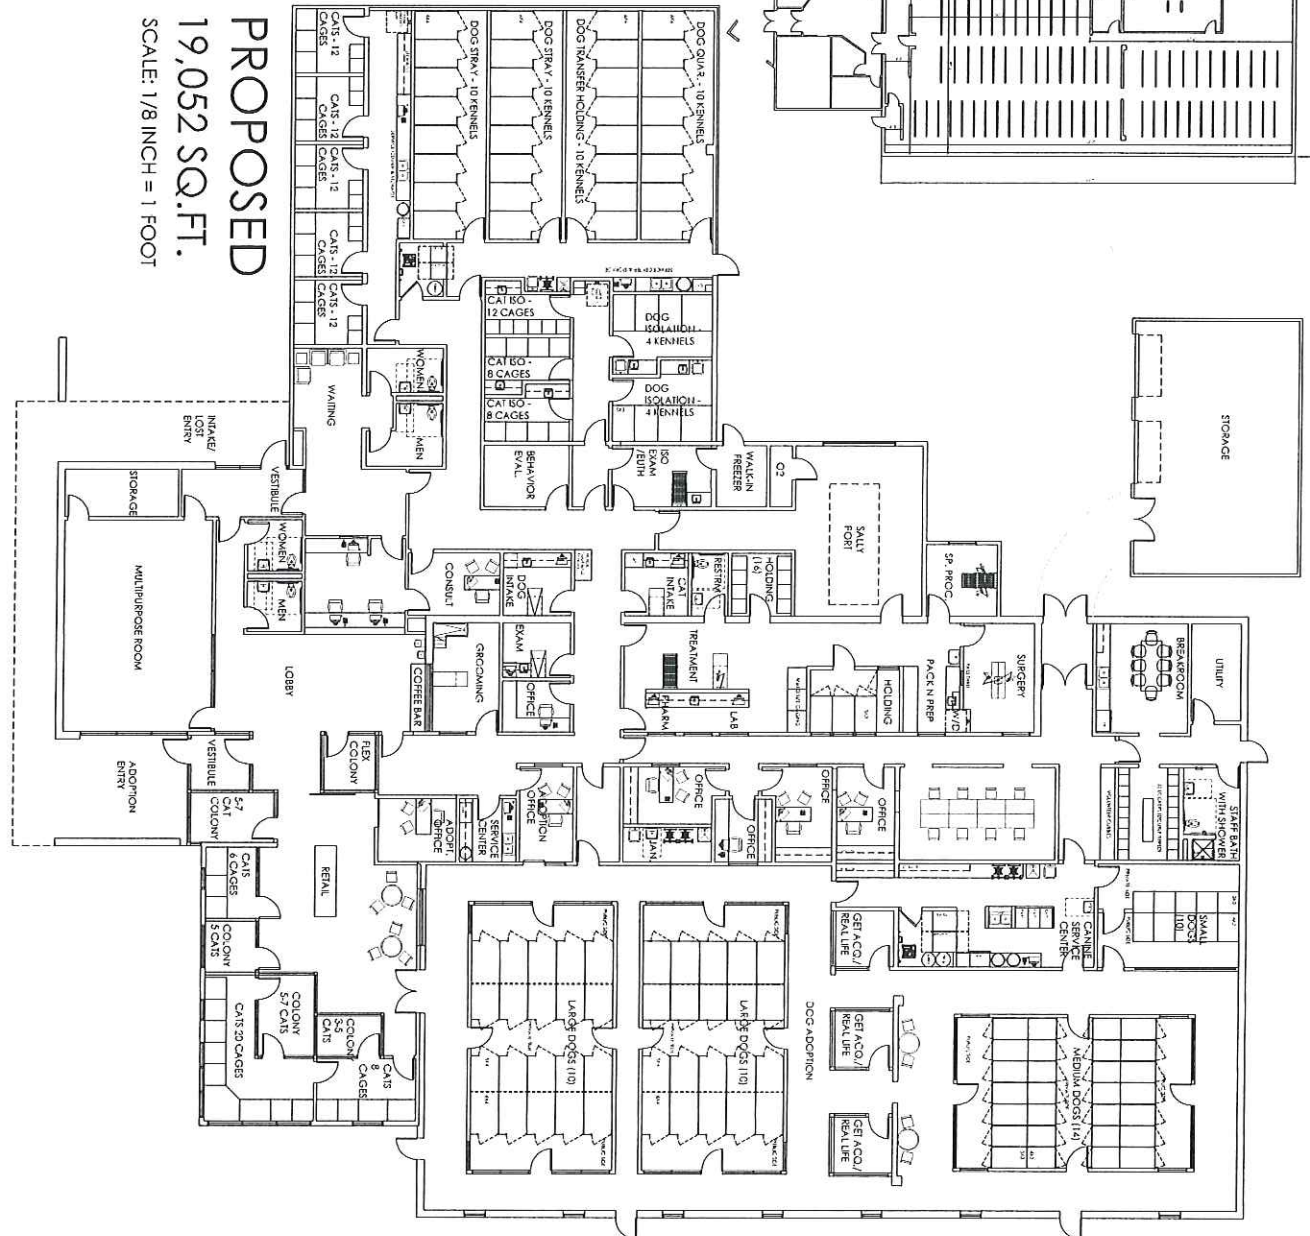 PROPOSED
19,052 SQ.FT.
SCALE: 1/8 INCH = 1 FOOT
CATS - 12
CAGES
CATS - 12
CAGES
CATS - 12
CAGES
CATS - 12
CAGES
CATS - 12
CAGES
DOG STRAY - 10 KENNELS
DOG STRAY - 10 KENNELS
DOG TRANSFER HOLDING - 10 KENNELS
DOG QUAR. - 10 KENNELS
CAT ISO -
12 CAGES
CAT ISO -
8 CAGES
CAT ISO -
8 CAGES
DOG
ISOLATION -
4 KENNELS
DOG
ISOLATION -
4 KENNELS
WAITING
WOMEN
MEN
INTAKE/
LOST
ENTRY
VESTIBULE
STORAGE
WOMEN
MEN
MULTIPURPOSE ROOM
BEHAVIOR
EVAL.
ISO
EXAM
/EUTH
WALK-IN
FREEZER
O2
SALLY
PORT
STORAGE
CONSULT
DOG
INTAKE
CAT
INTAKE
RESTRM
HOLDING
(16)
SP. PROC.
EXAM
GROOMING
OFFICE
COFFEE BAR
LOBBY
TREATMENT
PHARM
LAB
HOLDING
PACK N PREP
W/D
SURGERY
BREAKROOM
UTILITY
FLEX
COLONY
VESTIBULE
ADOPTION
ENTRY
5-7
CAT
COLONY
ADOPT.
OFFICE
SERVICE
CENTER
ADOPTION
OFFICE
OFFICE
JAN.
OFFICE
OFFICE
OFFICE
STAFF BATH
WITH SHOWER
CATS
6 CAGES
RETAIL
COLONY
5 CATS
COLONY
5-7 CATS
COLONY
3-5
CATS
CATS 20 CAGES
CATS
8
CAGES
LARGE DOGS (10)
LARGE DOGS (10)
DOG ADOPTION
GET ACQ./
REAL LIFE
GET ACQ./
REAL LIFE
GET ACQ./
REAL LIFE
CANINE
SERVICE
CENTER
SMALL
DOGS
(10)
MEDIUM DOGS (14)